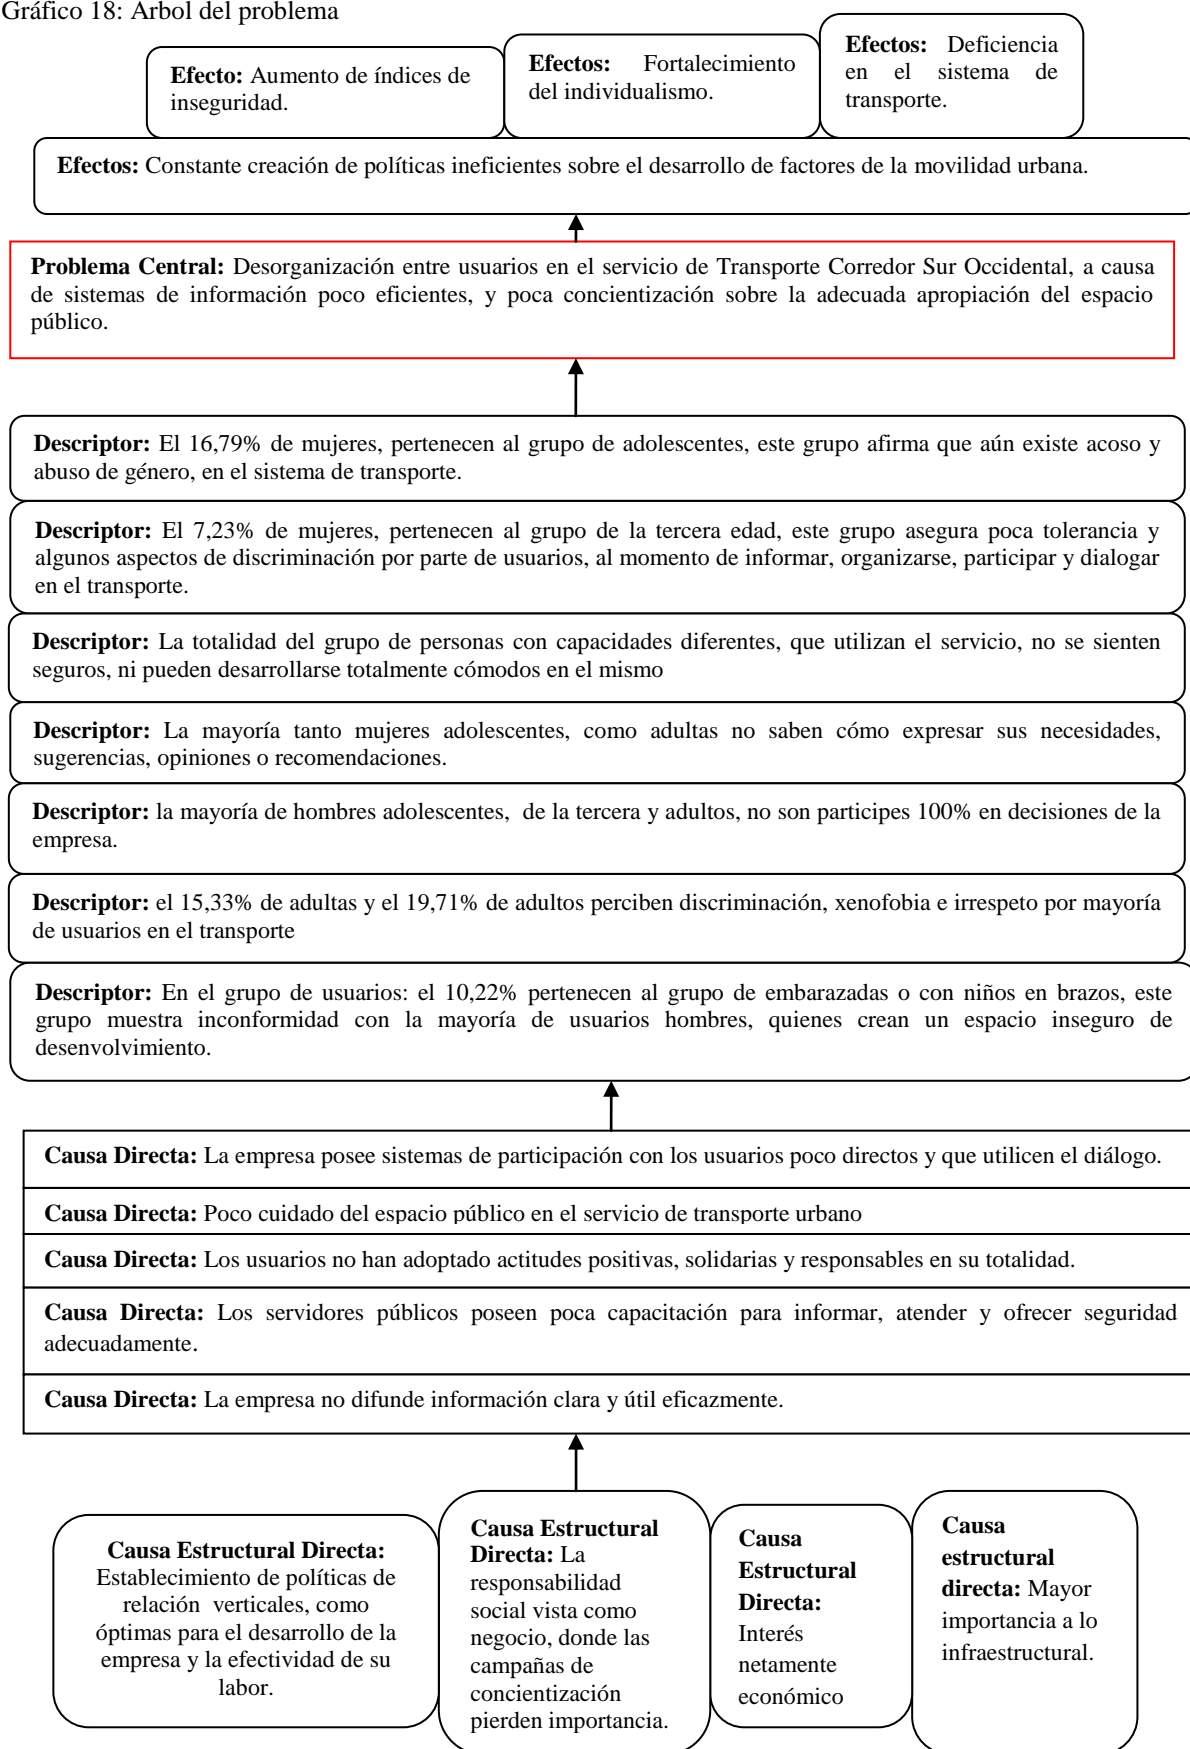 Gráfico 18: Árbol del problema
Efecto: Aumento de índices de
inseguridad.
Efectos: Fortalecimiento
del individualismo.
Efectos: Deficiencia
en el sistema de
transporte.
Efectos: Constante creación de políticas ineficientes sobre el desarrollo de factores de la movilidad urbana.
Problema Central: Desorganización entre usuarios en el servicio de Transporte Corredor Sur Occidental, a causa
de sistemas de información poco eficientes, y poca concientización sobre la adecuada apropiación del espacio
público.
Descriptor: El 16,79% de mujeres, pertenecen al grupo de adolescentes, este grupo afirma que aún existe acoso y
abuso de género, en el sistema de transporte.
Descriptor: El 7,23% de mujeres, pertenecen al grupo de la tercera edad, este grupo asegura poca tolerancia y
algunos aspectos de discriminación por parte de usuarios, al momento de informar, organizarse, participar y dialogar
en el transporte.
Descriptor: La totalidad del grupo de personas con capacidades diferentes, que utilizan el servicio, no se sienten
seguros, ni pueden desarrollarse totalmente cómodos en el mismo
Descriptor: La mayoría tanto mujeres adolescentes, como adultas no saben cómo expresar sus necesidades,
sugerencias, opiniones o recomendaciones.
Descriptor: la mayoría de hombres adolescentes, de la tercera y adultos, no son participes 100% en decisiones de la
empresa.
Descriptor: el 15,33% de adultas y el 19,71% de adultos perciben discriminación, xenofobia e irrespeto por mayoría
de usuarios en el transporte
Descriptor: En el grupo de usuarios: el 10,22% pertenecen al grupo de embarazadas o con niños en brazos, este
grupo muestra inconformidad con la mayoría de usuarios hombres, quienes crean un espacio inseguro de
desenvolvimiento.
Causa Directa: La empresa posee sistemas de participación con los usuarios poco directos y que utilicen el diálogo.
Causa Directa: Poco cuidado del espacio público en el servicio de transporte urbano
Causa Directa: Los usuarios no han adoptado actitudes positivas, solidarias y responsables en su totalidad.
Causa Directa: Los servidores públicos poseen poca capacitación para informar, atender y ofrecer seguridad
adecuadamente.
Causa Directa: La empresa no difunde información clara y útil eficazmente.
Causa Estructural Directa:
Establecimiento de políticas de
relación verticales, como
óptimas para el desarrollo de la
empresa y la efectividad de su
labor.
Causa Estructural
Directa: La
responsabilidad
social vista como
negocio, donde las
campañas de
concientización
pierden importancia.
Causa
Estructural
Directa:
Interés
netamente
económico
Causa
estructural
directa: Mayor
importancia a lo
infraestructural.